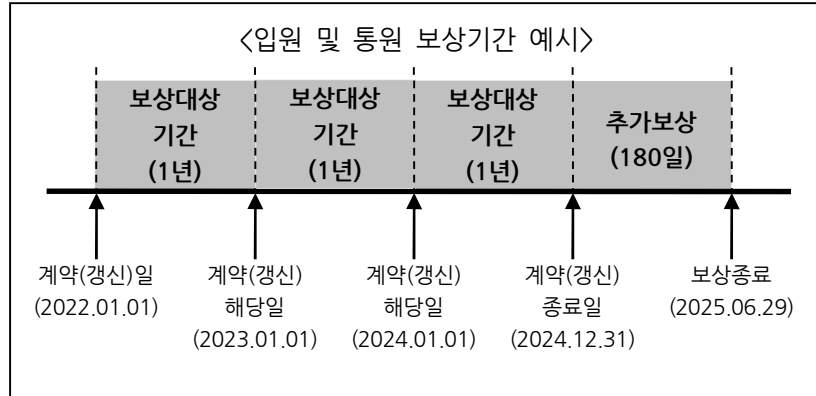 <입원 및 통원 보상기간 예시>
보상대상
기간
(1년)
보상대상
기간
(1년)
보상대상
기간
(1년)
추가보상
(180일)
계약(갱신)일
(2022.01.01)
계약(갱신)
해당일
(2023.01.01)
계약(갱신)
해당일
(2024.01.01)
계약(갱신)
종료일
(2024.12.31)
보상종료
(2025.06.29)